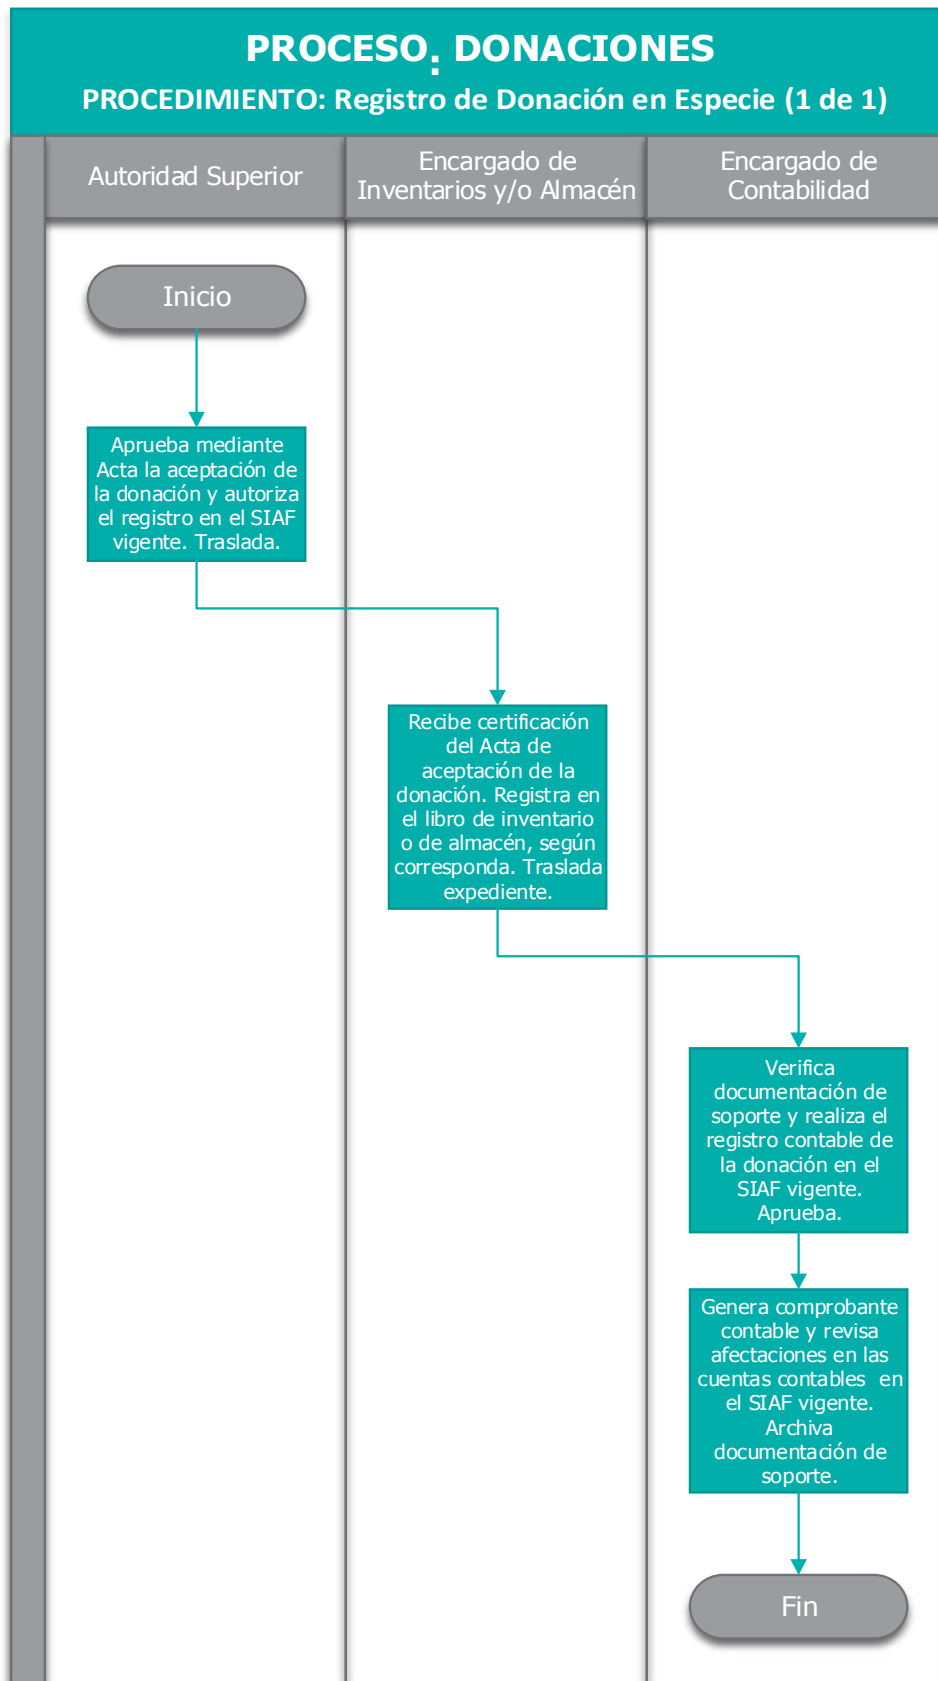 PROCESO: DONACIONES
PROCEDIMIENTO: Registro de Donación en Especie (1 de 1)
Autoridad Superior
Encargado de
Inventarios y/o Almacén
Encargado de
Contabilidad
Inicio
Aprueba mediante
Acta la aceptación de
la donación y autoriza
el registro en el SIAF
vigente. Traslada.
Recibe certificación
del Acta de
aceptación de la
donación. Registra en
el libro de inventario
o de almacén, según
corresponda. Traslada
expediente.
Verifica
documentación de
soporte y realiza el
registro contable de
la donación en el
SIAF vigente.
Aprueba.
Genera comprobante
contable y revisa
afectaciones en las
cuentas contables  en
el SIAF vigente.
Archiva
documentación de
soporte.
Fin